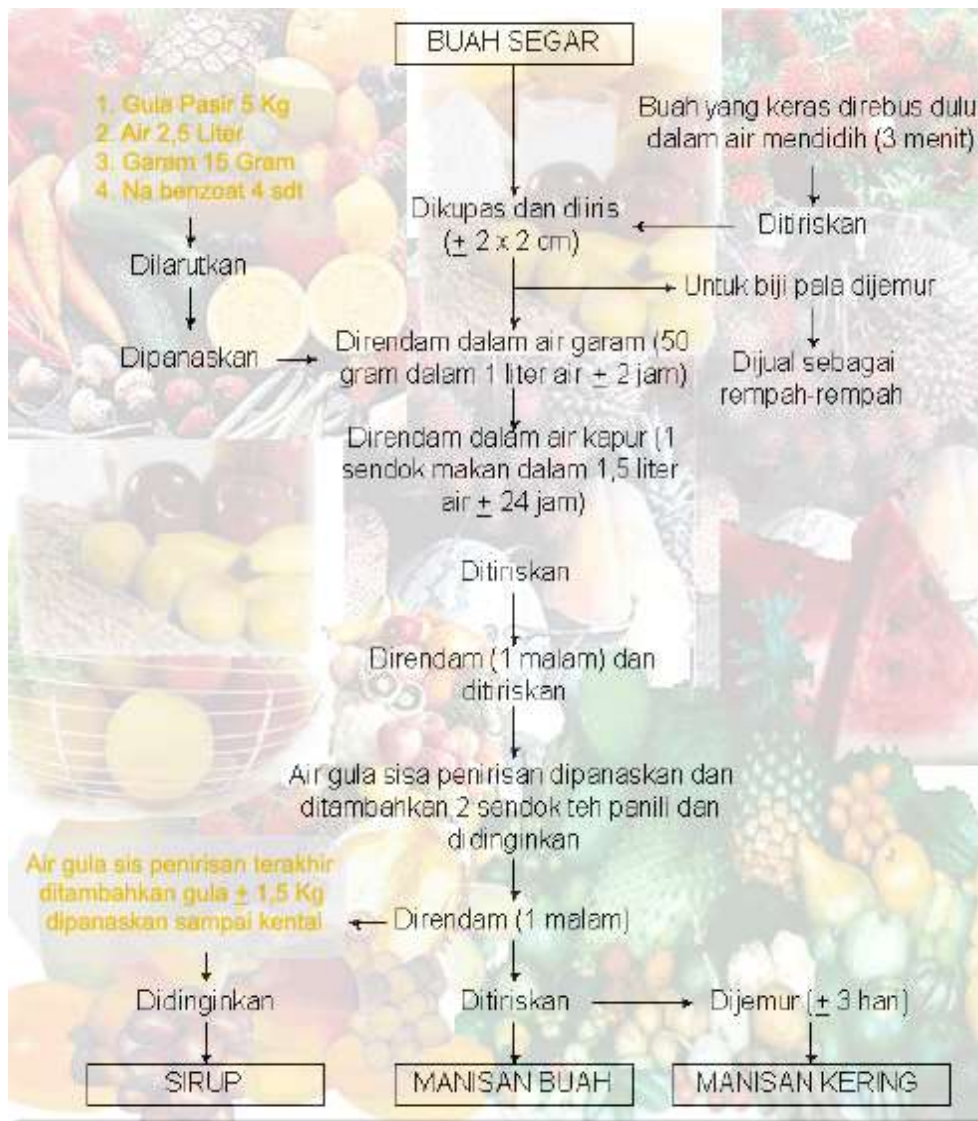 BUAH SEGAR
1. Gula Pasir 5 Kg
2. Air 2,5 Liter
3. Garam 15 Gram
4. Na benzoat 4 sdt
Buah yang keras direbus dulu
dalam air mendidih (3 menit)
Dikupas dan diiris
(± 2 x 2 cm)
Ditiriskan
Dilarutkan
Untuk biji pala dijemur
Dipanaskan
Direndam dalam air garam (50
gram dalam 1 liter air ± 2 jam)
Dijual sebagai
rempah-rempah
Direndam dalam air kapur (1
sendok makan dalam 1,5 liter
air ± 24 jam)
Ditiriskan
Direndam (1 malam) dan
ditiriskan
Air gula sisa penirisan dipanaskan dan
ditambahkan 2 sendok teh panili dan
didinginkan
Air gula sis penirisan terakhir
ditambahkan gula ± 1,5 Kg
dipanaskan sampai kental
Direndam (1 malam)
Didinginkan
Ditiriskan
Dijemur (± 3 hari)
SIRUP
MANISAN BUAH
MANISAN KERING